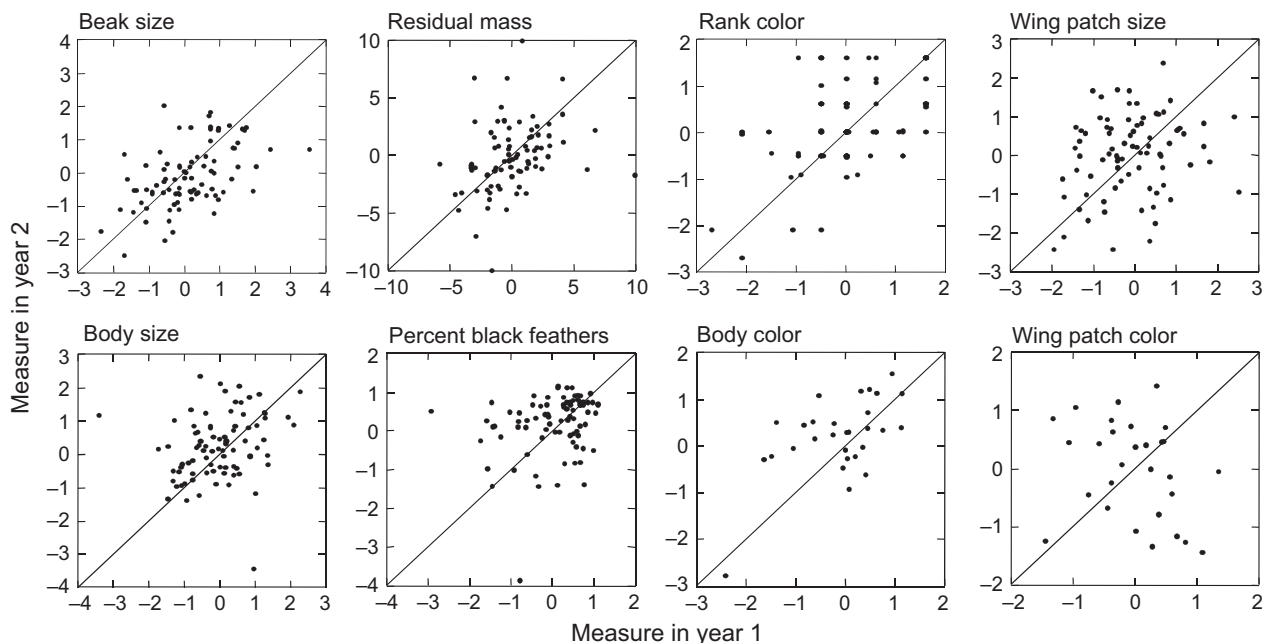 Beak size
Residual mass
Rank color
Wing patch size
4
3
2
1
0
–1
–2
–3
–3 –2 –1 0 1 2 3 4
10
5
0
–5
–10
–10 –5 0 5 10
2
1
0
–1
–2
–3
–3 –2 –1 0 1 2
3
2
1
0
–1
–2
–3
–3 –2 –1 0 1 2 3
Measure in year 2
Body size
Percent black feathers
Body color
Wing patch color
3
2
1
0
–1
–2
–3
–4
–4 –3 –2 –1 0 1 2 3
2
1
0
–1
–2
–3
–4
–4 –3 –2 –1 0 1 2
2
1
0
–1
–2
–3
–3 –2 –1 0 1 2
2
1
0
–1
–2
–2 –1 0 1 2
Measure in year 1